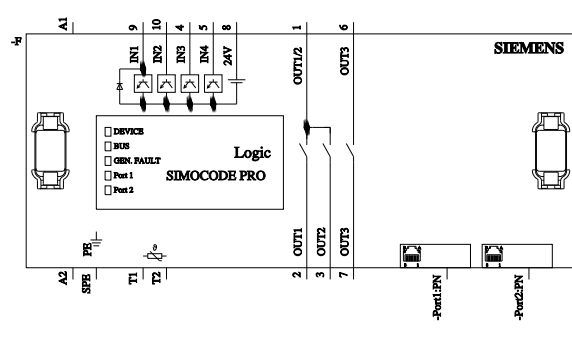 A1
9
10
4
5
8
1
6
IN1
IN2
IN3
IN4
24V
OUT1/2
OUT3
SIEMENS
DEVICE
BUS
GEN. FAULT
Port 1
Port 2
Logic
SIMOCODE PRO
PE
ϑ
OUT1
OUT2
OUT3
A2
SPE
T1
T2
2
3
7
-Port1:PN
-Port2:PN